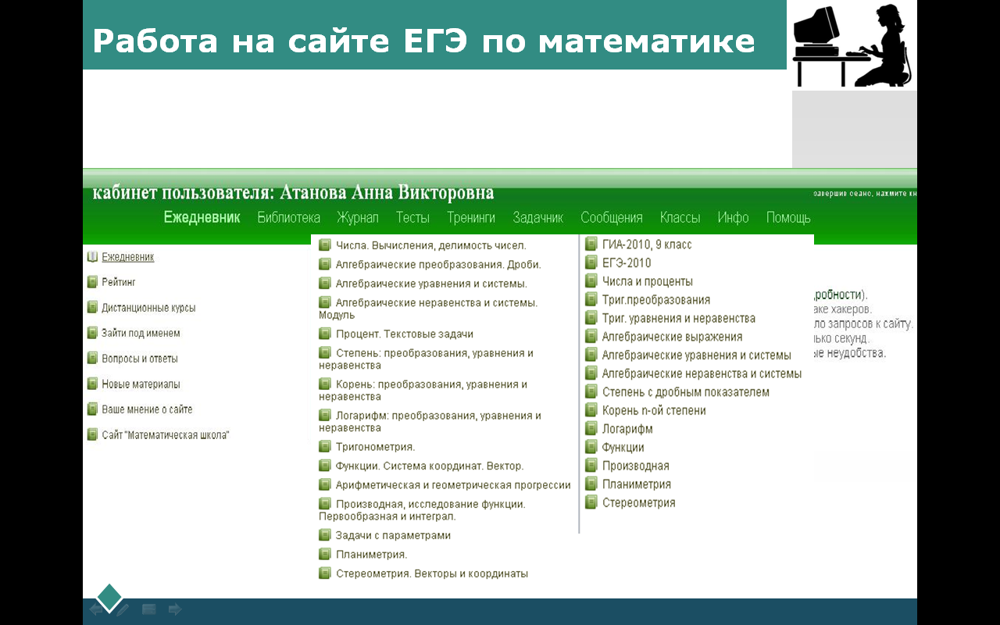 Работа на сайте ЕГЭ по математике
кабинет пользователя: Атанова Анна Викторовна
сеанс, нажмите
Ежедневник Библиотека Журнал Тесты Тренинги Задачник Сообщения Классы Инфо Помощь
Ежедневник
Рейтинг
Дистанционные курсы
Зайти под именем
Вопросы и ответы
Новые материалы
Ваше мнение о сайте
Сайт "Математическая школа"
Числа. Вычисления, делимость чисел.
Алгебраические преобразования. Дроби.
Алгебраические уравнения и системы.
Алгебраические неравенства и системы.
Модуль
Процент. Текстовые задачи
Степень: преобразования, уравнения и
неравенства
Корень: преобразования, уравнения и
неравенства
Логарифм: преобразования, уравнения и
неравенства
Тригонометрия.
Функции. Система координат. Вектор.
Арифметическая и геометрическая прогрессии
Производная, исследование функции.
Первообразная и интеграл.
Задачи с параметрами
Планиметрия.
Стереометрия. Векторы и координаты
ГИА-2010, 9 класс
ЕГЭ-2010
Числа и проценты
Триг.преобразования
Триг. уравнения и неравенства
Алгебраические выражения
Алгебраические уравнения и системы
Алгебраические неравенства и системы
Степень с дробным показателем
Корень n-ой степени
Логарифм
Функции
Производная
Планиметрия
Стереометрия
дробности).
аке хакеров.
ло запросов к сайту.
лько секунд.
ые неудобства.